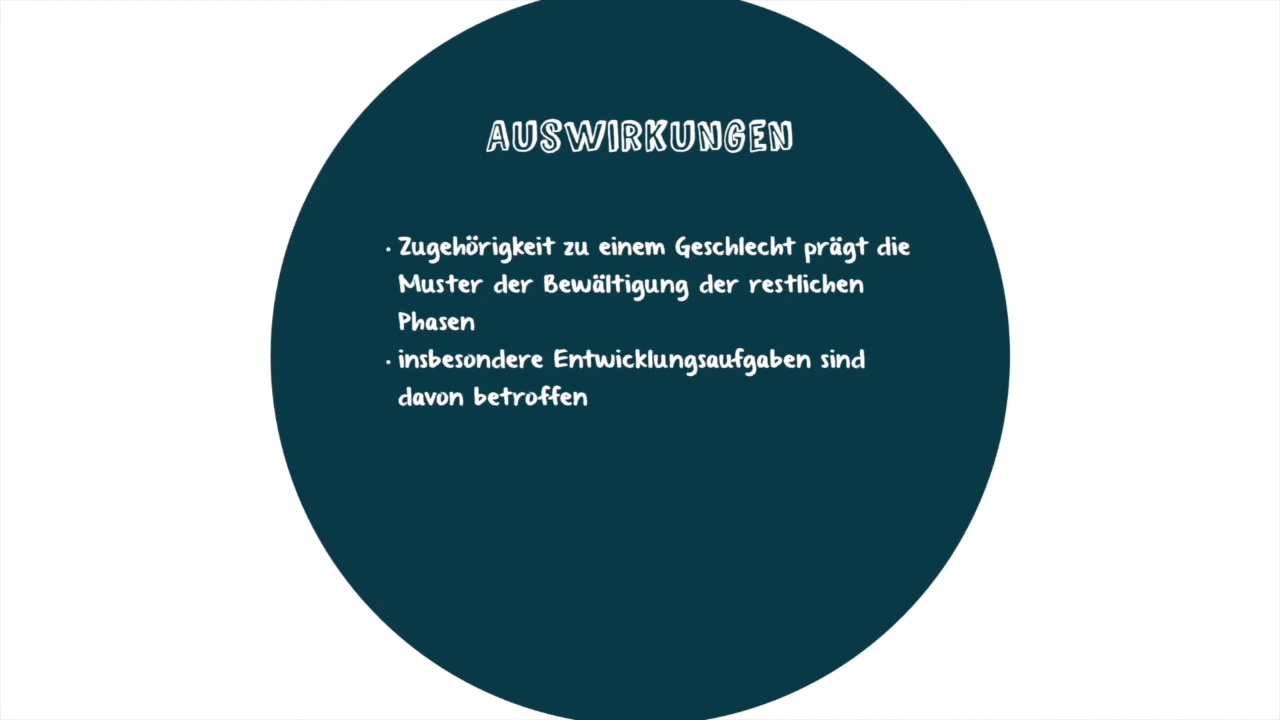 AUSWIRKUNGEN
· Zugehörigkeit zu einem Geschlecht prägt die
Muster der Bewältigung der restlichen
Phasen
· insbesondere Entwicklungsaufgaben sind
davon betroffen